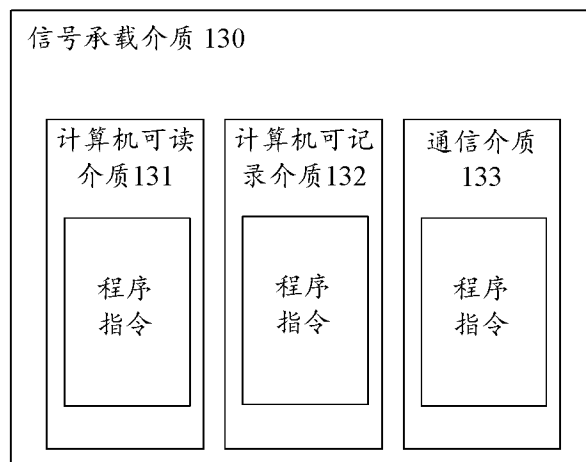 信号承载介质 130
计算机可读
介质131
程序
指令
计算机可记
录介质132
程序
指令
通信介质
133
程序
指令